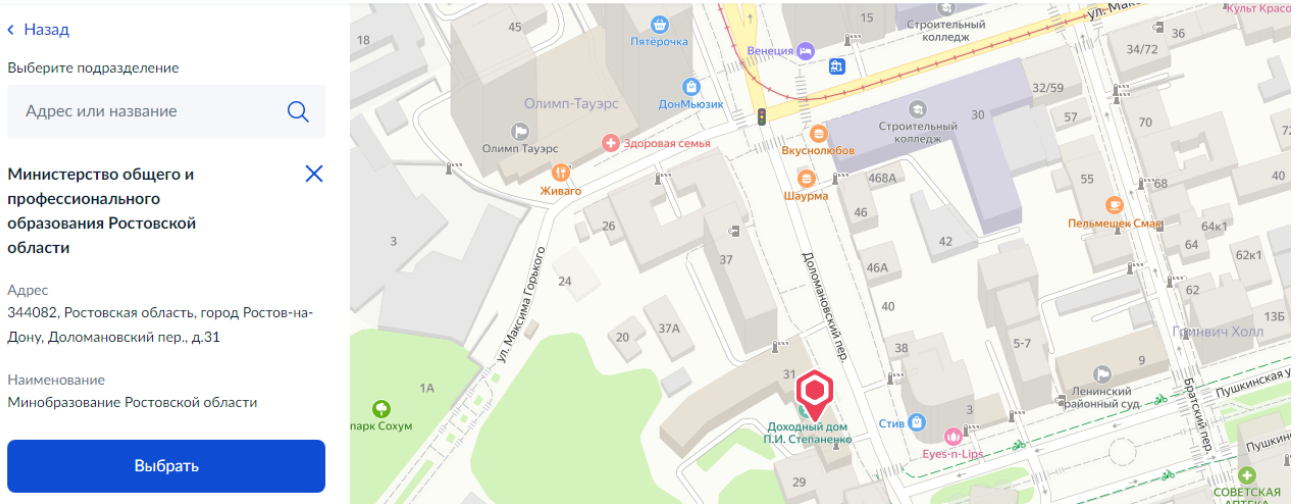 Назад
Выберите подразделение
Адрес или название
Министерство общего и
профессионального
образования Ростовской
области
Адрес
344082, Ростовская область, город Ростов-на-
Дону, Доломановский пер., д.31
Наименование
Минобразование Ростовской области
Выбрать
18
45
Пятёрочка
15
Строительный
колледж
ул. Макс
Культ Красо
36
34/72
Венеция
Олимп-Тауэрс
ДонМьюзик
Олимп Тауэрс
Здоровая семья
Живаго
Вкуснолюбов
Шаурма
Строительный
колледж
30
32/59
57
70
72
468А
55
68
40
46
Пельмешек Смак
64к1
64
62к1
3
26
37
42
46А
24
ул. Максима Горького
Доломановский пер.
40
62
13Б
Гринвич Холл
20
37А
38
5-7
9
Ленинский
районный суд
Братский пер.
Пушкинская у
1А
парк Сохум
31
Доходный дом
П.И. Степаненко
Стив
3
Eyes-n-Lips
Пушкин
29
СОВЕТСКАЯ
АПТЕКА